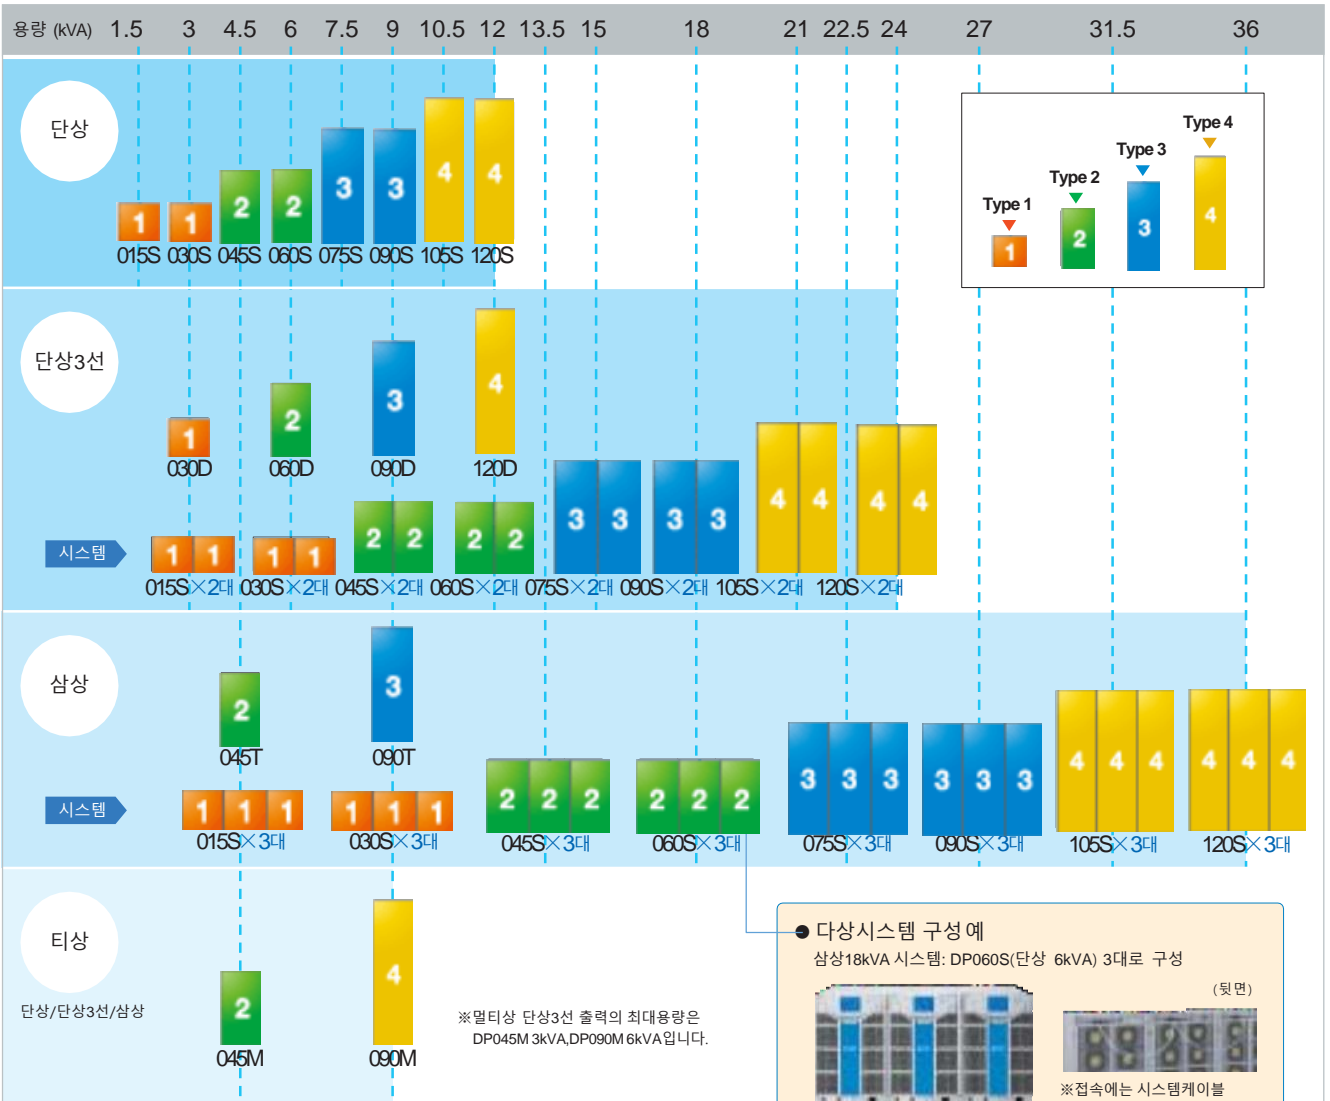 용량 (kVA) 1.5 3 4.5 6 7.5 9 10.5 12 13.5 15 18 21 22.5 24 27 31.5 36
단상
1 1 2 2 3 3 4 4
015S 030S 045S 060S 075S 090S 105S 120S
Type 1 Type 2 Type 3 Type 4
1 2 3 4
단상3선
1 2 3 4
030D 060D 090D 120D
시스템
1 1 1 1 2 2 2 2 3 3 3 3 4 4 4 4
015S×2대 030S×2대 045S×2대 060S×2대 075S×2대 090S×2대 105S×2대 120S×2대
삼상
2 3
045T 090T
시스템
1 1 1 1 1 1 2 2 2 2 2 2 3 3 3 3 3 3 4 4 4 4 4 4
015S×3대 030S×3대 045S×3대 060S×3대 075S×3대 090S×3대 105S×3대 120S×3대
티상
단상/단상3선/삼상
2 4
045M 090M
※멀티상 단상3선 출력의 최대용량은
DP045M 3kVA,DP090M 6kVA입니다.
● 다상시스템 구성예
삼상18kVA 시스템: DP060S(단상 6kVA) 3대로 구성
(뒷면)
※접속에는 시스템케이블